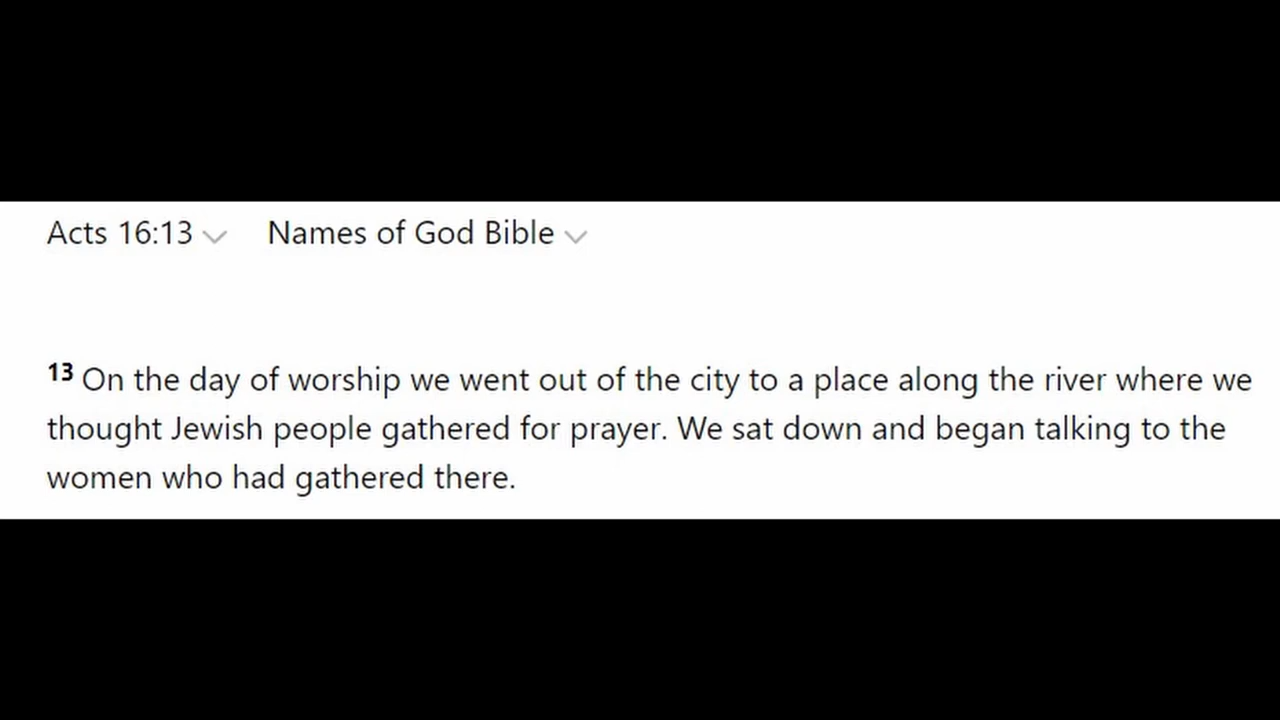 Acts 16:13 Names of God Bible
13 On the day of worship we went out of the city to a place along the river where we
thought Jewish people gathered for prayer. We sat down and began talking to the
women who had gathered there.